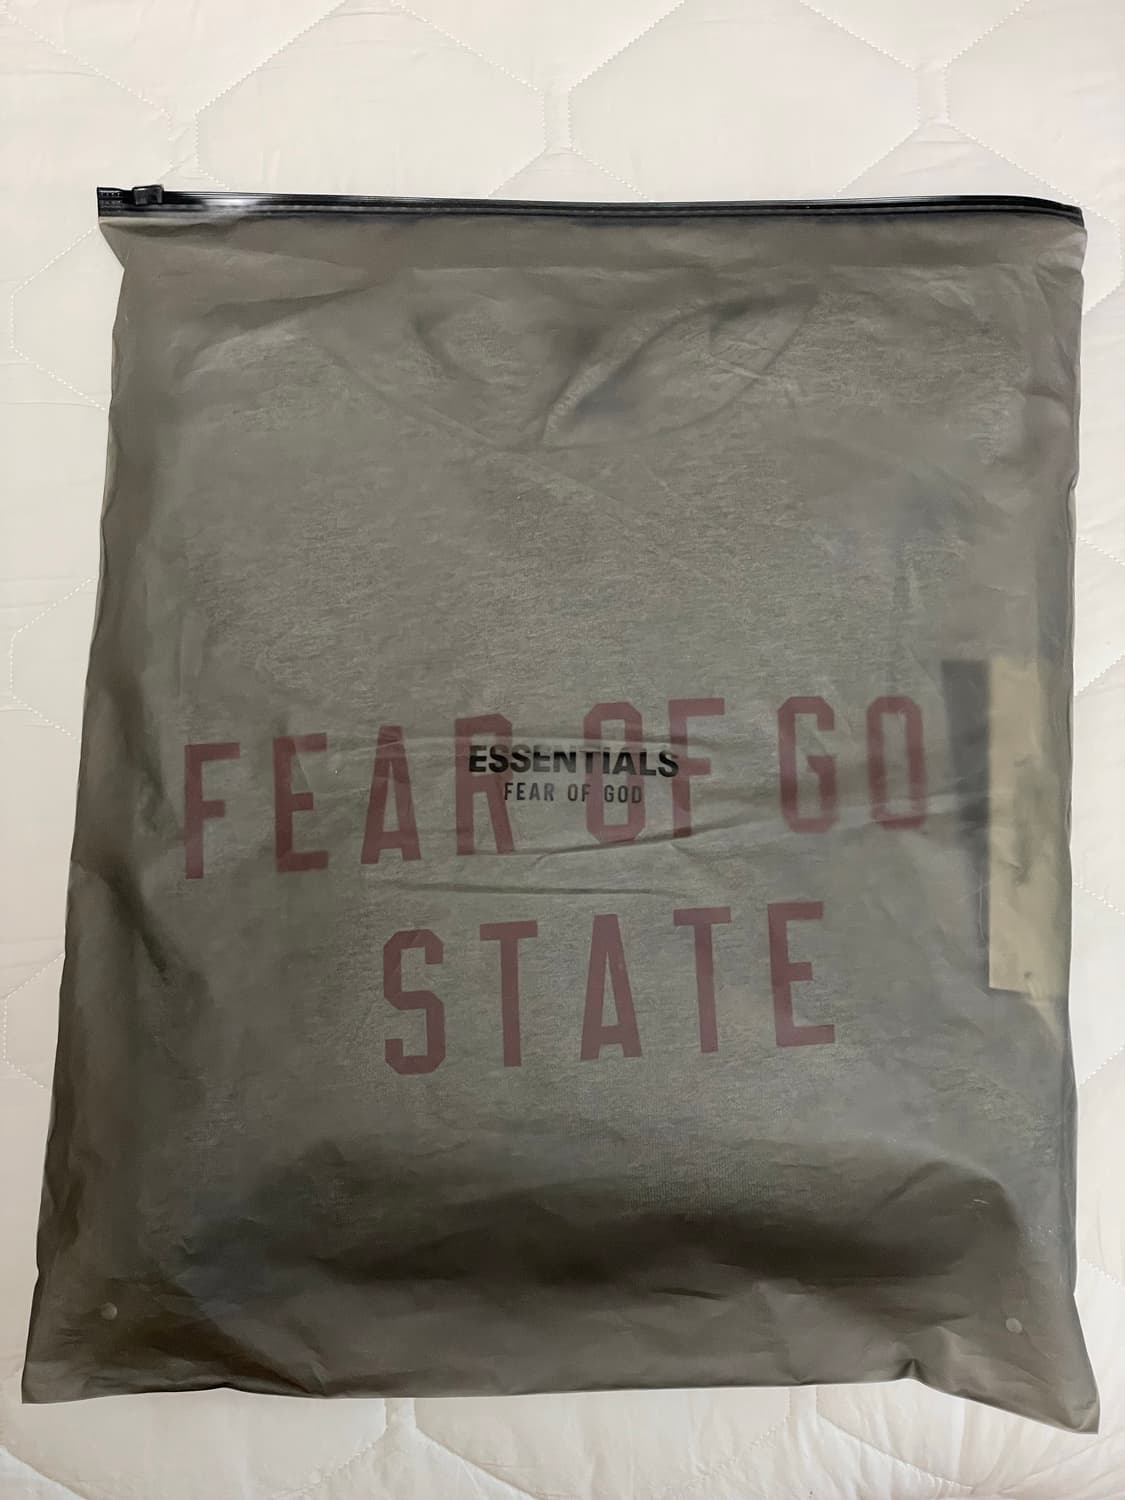 FEAR OF GO
ESSENTIALS
FEAR OF GOD
STATE